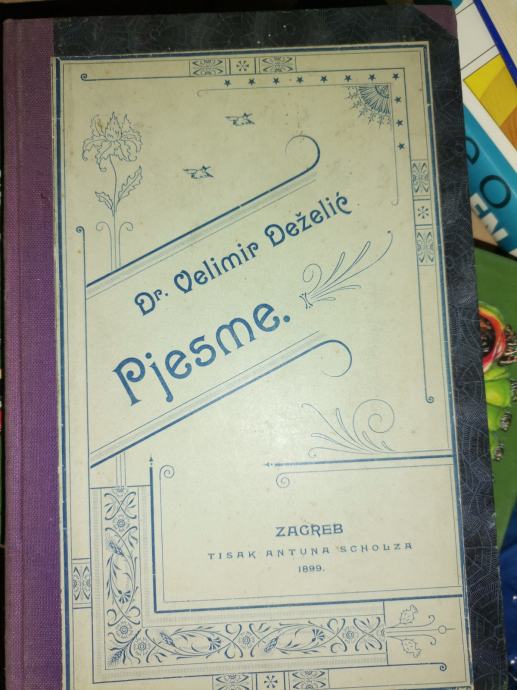 Dr. Velimir Deželić
Pjesme.
ZAGREB
TISAK ANTUNA SCHOLZA
1899.